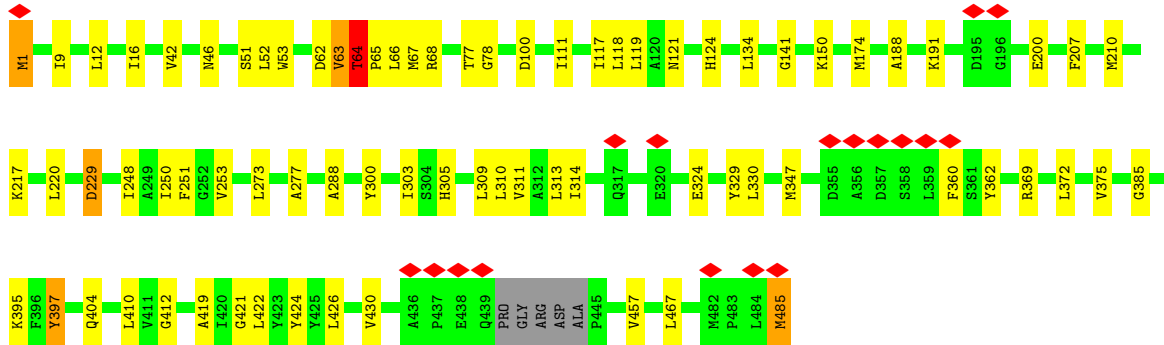 M1 I9 L12 I16 V42 N46 S51 L52 W53 D62 V63 T64 P65 L66 M67 R68 T77 G78 D100 I111 I117 L118 L119 A120 N121 H124 L134 G141 K150 M174 A188 K191 D195 G196 E200 F207 M210
K217 L220 D229 I248 A249 I250 F251 G252 V253 L273 A277 A288 Y300 I303 S304 H305 L309 L310 V311 A312 L313 I314 Q317 E320 E324 Y329 L330 M347 D355 A356 D357 S358 L359 F360 S361 Y362 R369 L372 V375 G385
K395 F396 Y397 Q404 L410 V411 G412 A419 I420 G421 L422 Y423 Y424 Y425 L426 V430 A436 P437 E438 Q439 PRO GLY ARG ASP ALA P445 V457 L467 M482 P483 L484 M485